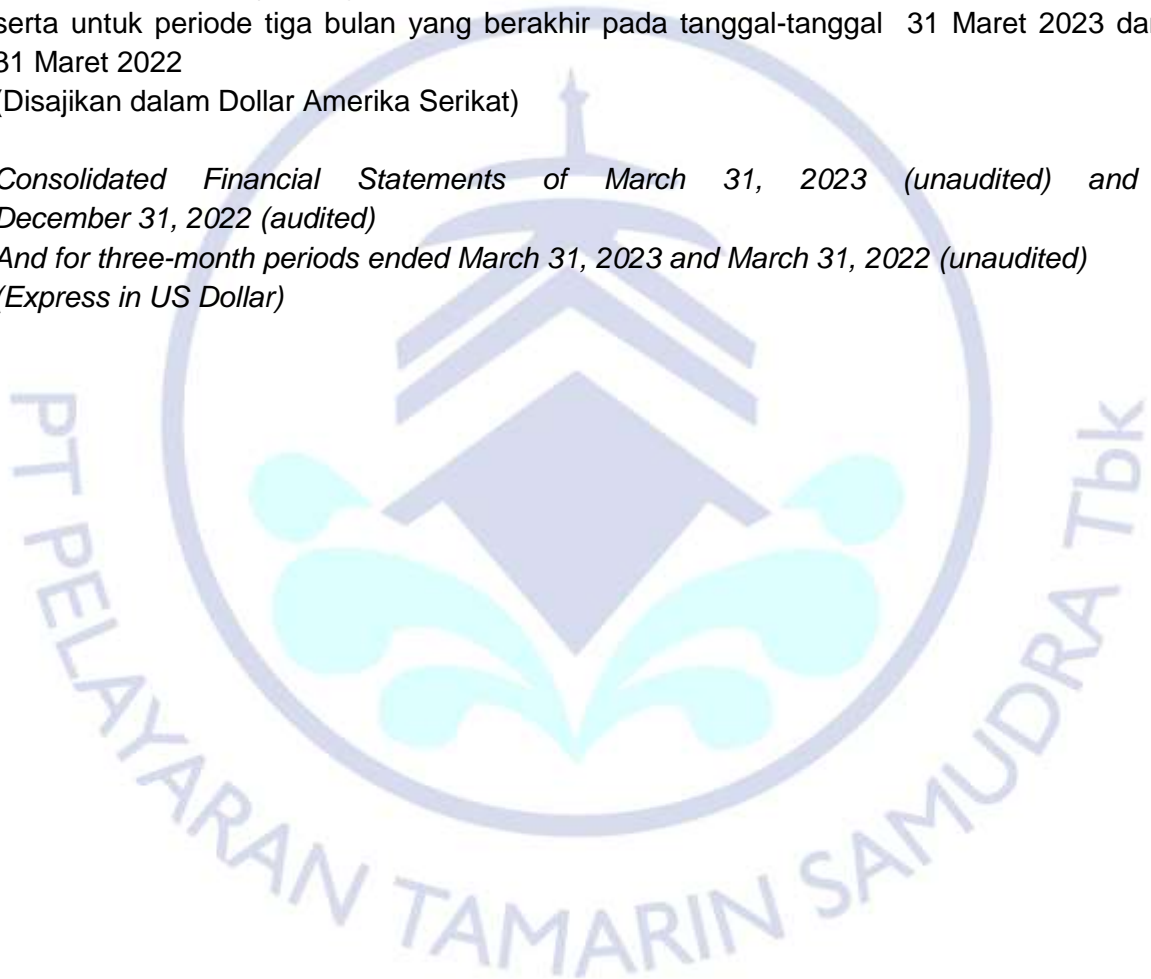 serta untuk periode tiga bulan yang berakhir pada tanggal-tanggal 31 Maret 2023 dan
31 Maret 2022
(Disajikan dalam Dollar Amerika Serikat)
Consolidated Financial Statements of March 31, 2023 (unaudited) and
December 31, 2022 (audited)
And for three-month periods ended March 31, 2023 and March 31, 2022 (unaudited)
(Express in US Dollar)
PT PELAYARAN TAMARIN SAMUDRA Tbk